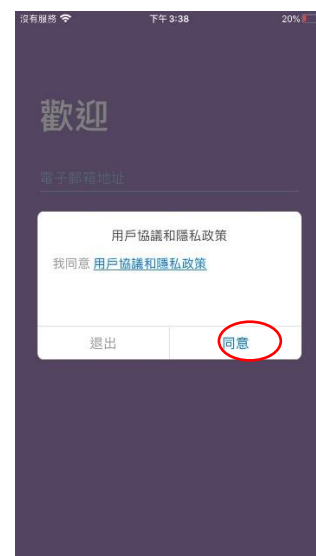 沒有服務 下午 3:38 20%
歡迎
電子郵箱地址
用戶協議和隱私政策
我同意 用戶協議和隱私政策
退出 同意